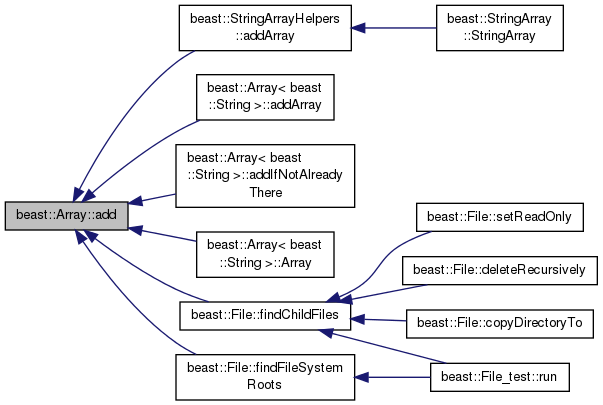 beast::StringArrayHelpers
::addArray
beast::StringArray
::StringArray
beast::Array< beast
::String >::addArray
beast::Array< beast
::String >::addIfNotAlready
There
beast::Array::add
beast::File::setReadOnly
beast::Array< beast
::String >::Array
beast::File::deleteRecursively
beast::File::findChildFiles
beast::File::copyDirectoryTo
beast::File::findFileSystem
Roots
beast::File_test::run